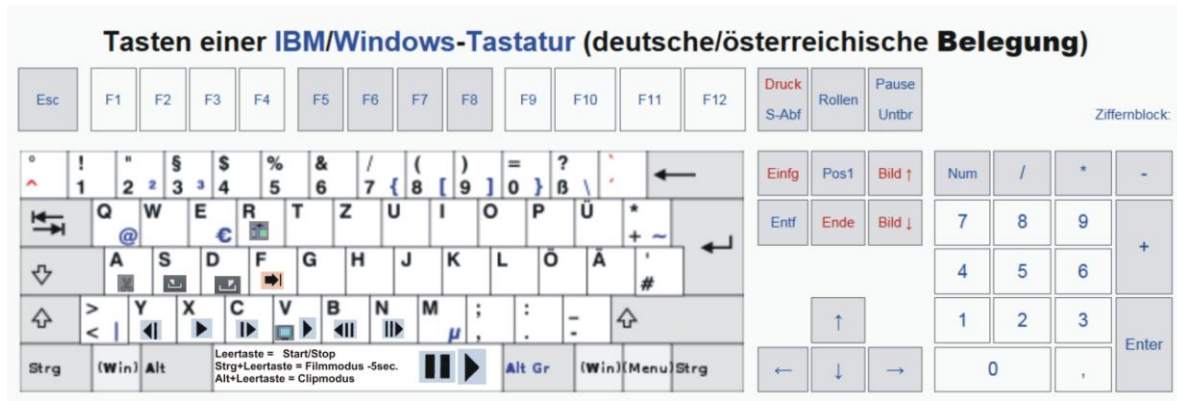 Tasten einer IBM/Windows-Tastatur (deutsche/österreichische Belegung)
Esc F1 F2 F3 F4 F5 F6 F7 F8 F9 F10 F11 F12 Druck S-Abf Rollen Pause Untbr Ziffernblock:
° ! " § $ % & / ( ) = ? ` ←
^ 1 2 ² 3 ³ 4 5 6 7 { 8 [ 9 ] 0 } ß \ ´
Einfg Pos1 Bild ↑ Num / * -
Q W E R T Z U I O P Ü *
@ € + ~
Entf Ende Bild ↓ 7 8 9 +
A S D F G H J K L Ö Ä '
#
4 5 6
> Y X C V B N M ; : _
< | µ , . -
↑ 1 2 3 Enter
Strg (Win) Alt
Leertaste = Start/Stop
Strg+Leertaste = Filmmodus -5sec.
Alt+Leertaste = Clipmodus
Alt Gr (Win) (Menu) Strg
← ↓ → 0 ,